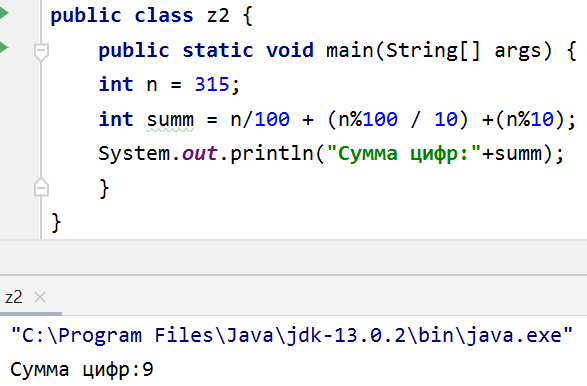 public class z2 {
public static void main(String[] args) {
int n = 315;
int summ = n/100 + (n%100 / 10) +(n%10);
System.out.println("Сумма цифр:"+summ);
}
}
z2
"C:\Program Files\Java\jdk-13.0.2\bin\java.exe"
Сумма цифр:9